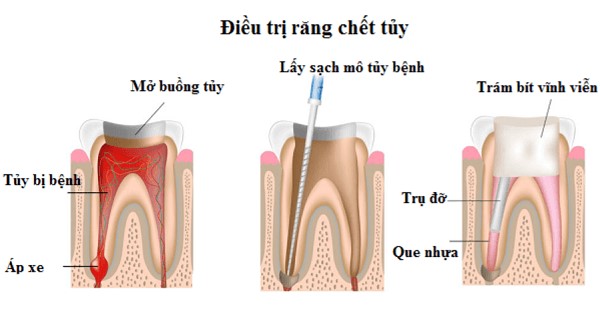 Điều trị răng chết tủy
Mở buồng tủy
Lấy sạch mô tủy bệnh
Trám bít vĩnh viễn
Tủy bị bệnh
Trụ đỡ
Que nhựa
Áp xe